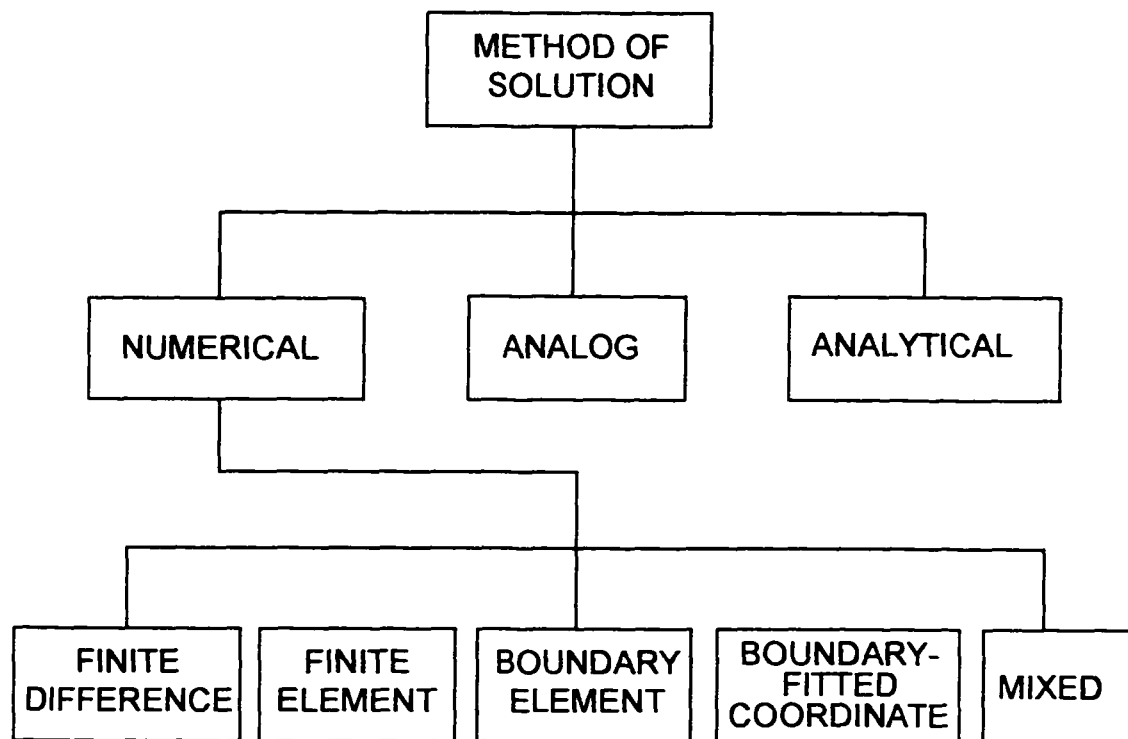 METHOD OF
SOLUTION
NUMERICAL
ANALOG
ANALYTICAL
FINITE
DIFFERENCE
FINITE
ELEMENT
BOUNDARY
ELEMENT
BOUNDARY-
FITTED
COORDINATE
MIXED